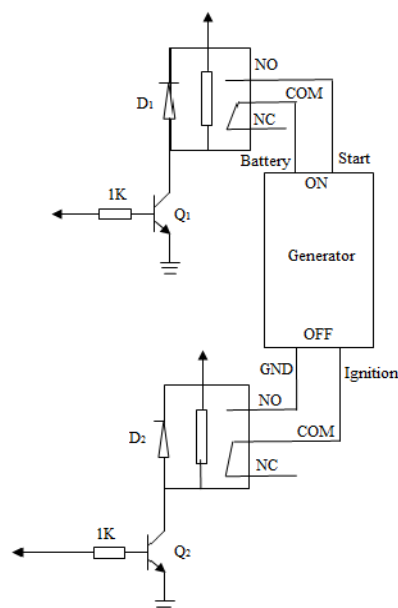 NO
COM
D1
NC
Battery
Start
ON
1K
Q1
Generator
OFF
GND
Ignition
NO
D2
COM
NC
1K
Q2